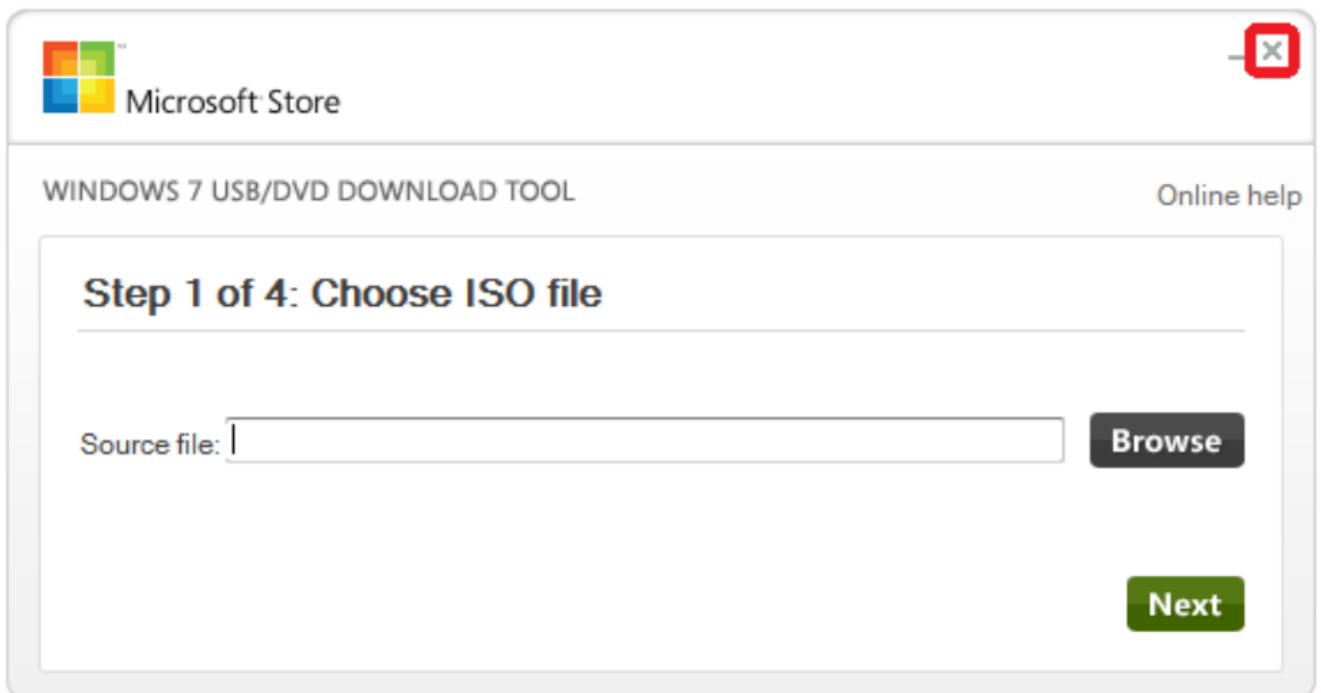 Microsoft Store
WINDOWS 7 USB/DVD DOWNLOAD TOOL
Online help
Step 1 of 4: Choose ISO file
Source file:
Browse
Next